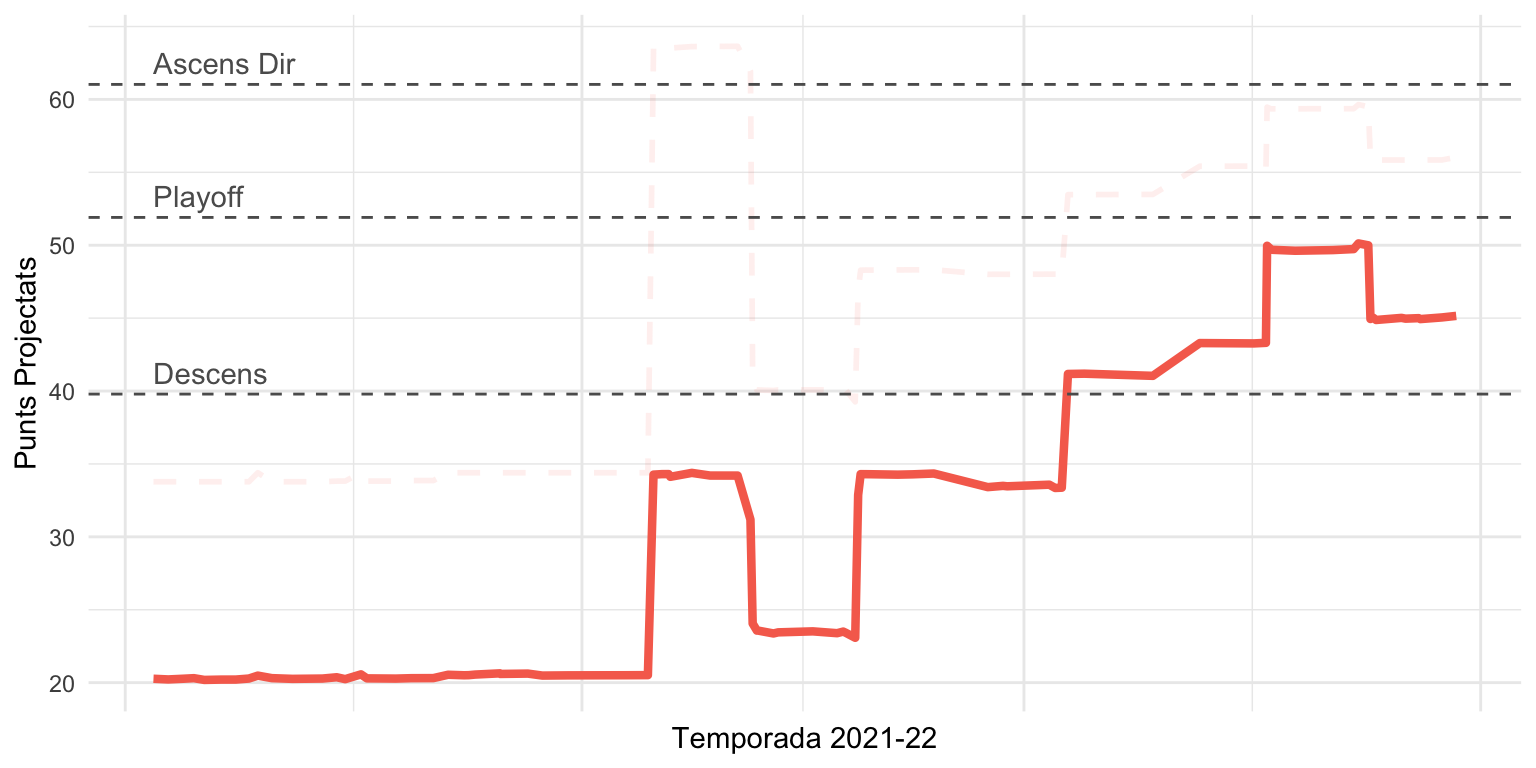 Ascens Dir
60
Playoff
50
Descens
40
30
20
Punts Projectats
Temporada 2021-22